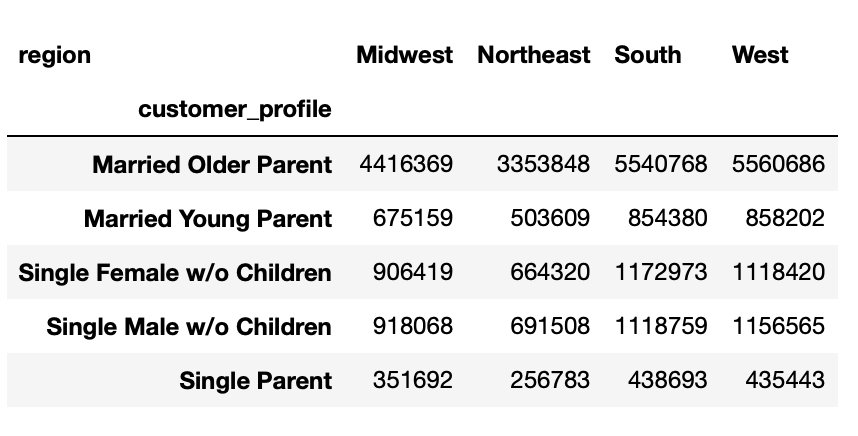 region Midwest Northeast South West
customer_profile
Married Older Parent 4416369 3353848 5540768 5560686
Married Young Parent 675159 503609 854380 858202
Single Female w/o Children 906419 664320 1172973 1118420
Single Male w/o Children 918068 691508 1118759 1156565
Single Parent 351692 256783 438693 435443